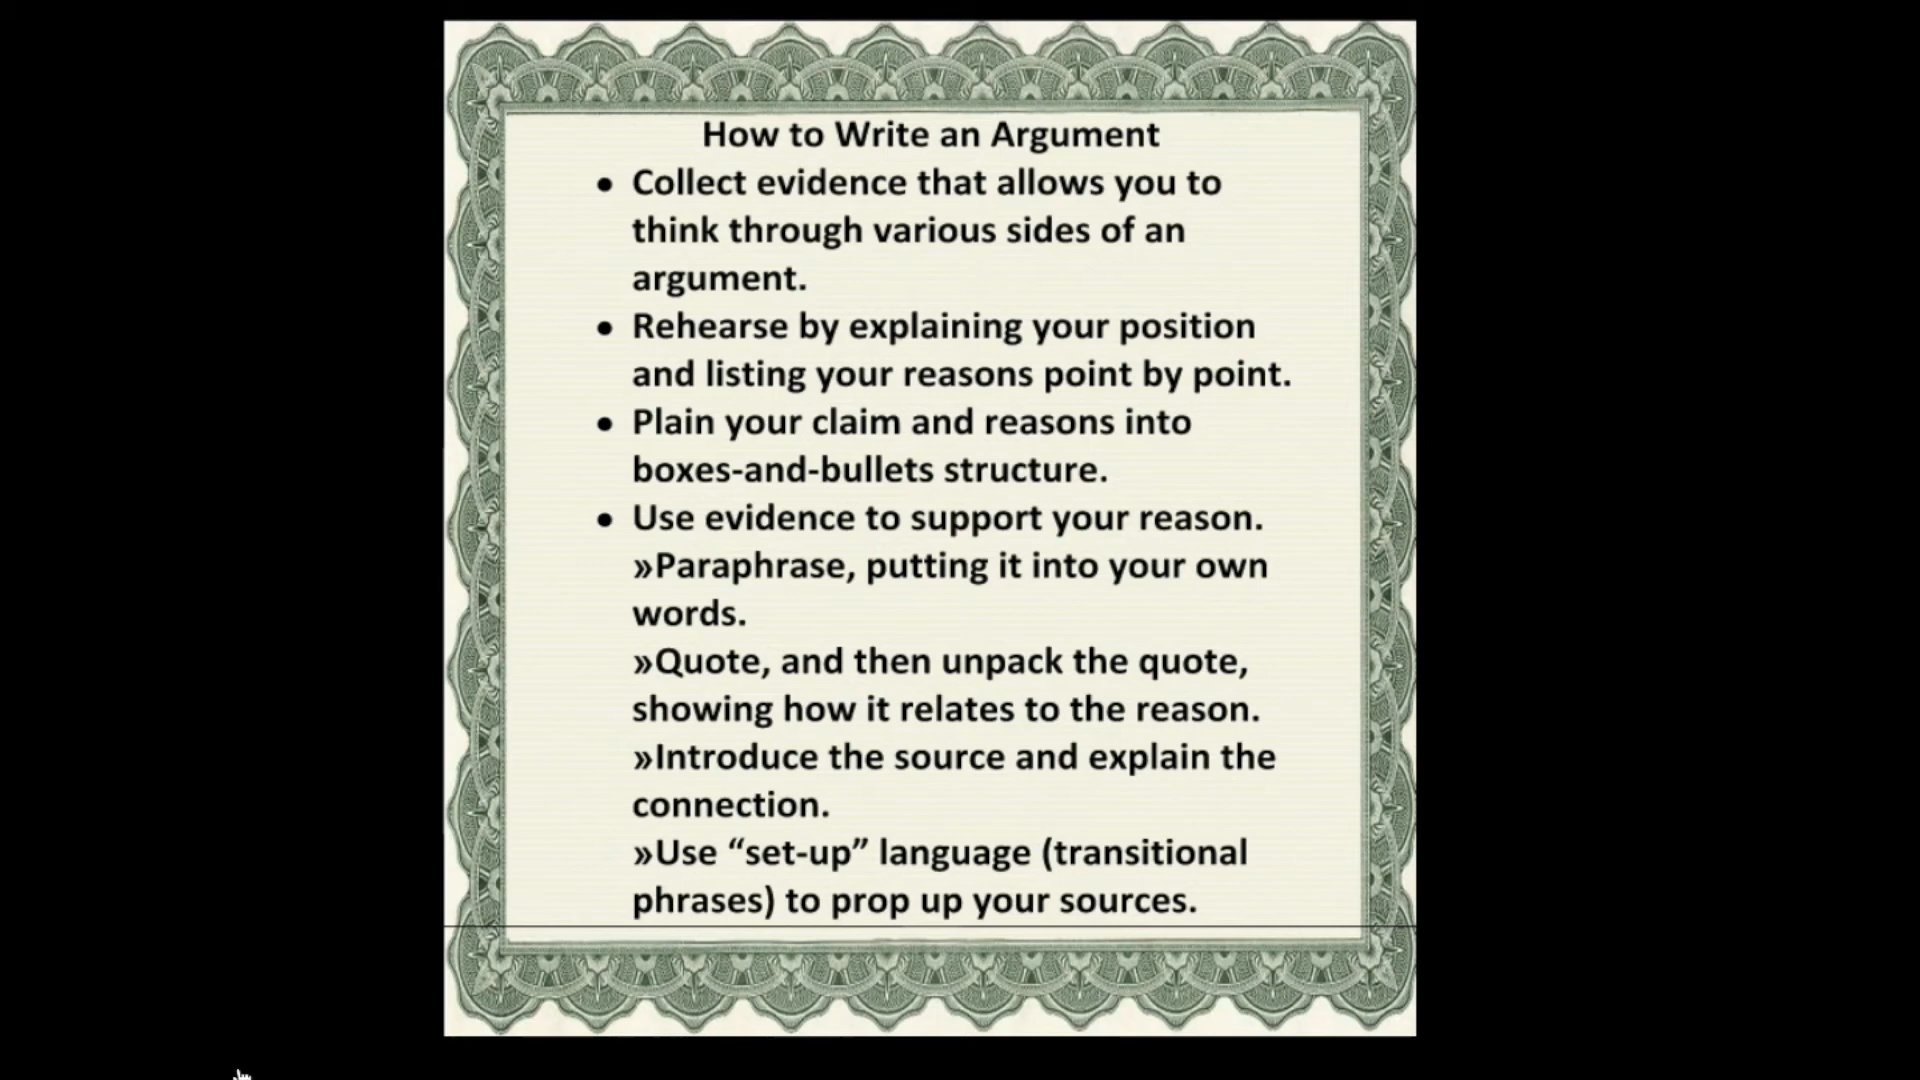 How to Write an Argument
• Collect evidence that allows you to
think through various sides of an
argument.
• Rehearse by explaining your position
and listing your reasons point by point.
• Plain your claim and reasons into
boxes-and-bullets structure.
• Use evidence to support your reason.
»Paraphrase, putting it into your own
words.
»Quote, and then unpack the quote,
showing how it relates to the reason.
»Introduce the source and explain the
connection.
»Use “set-up” language (transitional
phrases) to prop up your sources.